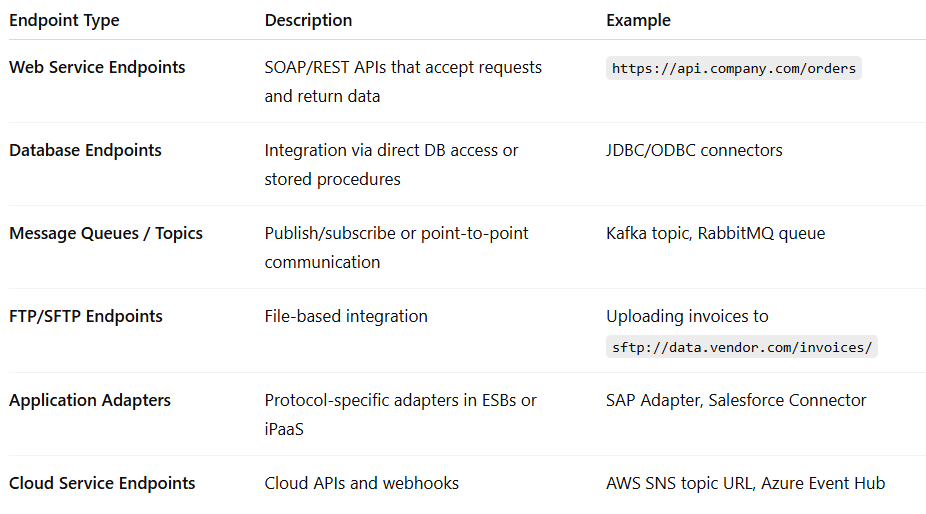 Endpoint Type Description Example
Web Service Endpoints SOAP/REST APIs that accept requests https://api.company.com/orders
and return data
Database Endpoints Integration via direct DB access or JDBC/ODBC connectors
stored procedures
Message Queues / Topics Publish/subscribe or point-to-point Kafka topic, RabbitMQ queue
communication
FTP/SFTP Endpoints File-based integration Uploading invoices to
sftp://data.vendor.com/invoices/
Application Adapters Protocol-specific adapters in ESBs or SAP Adapter, Salesforce Connector
iPaaS
Cloud Service Endpoints Cloud APIs and webhooks AWS SNS topic URL, Azure Event Hub